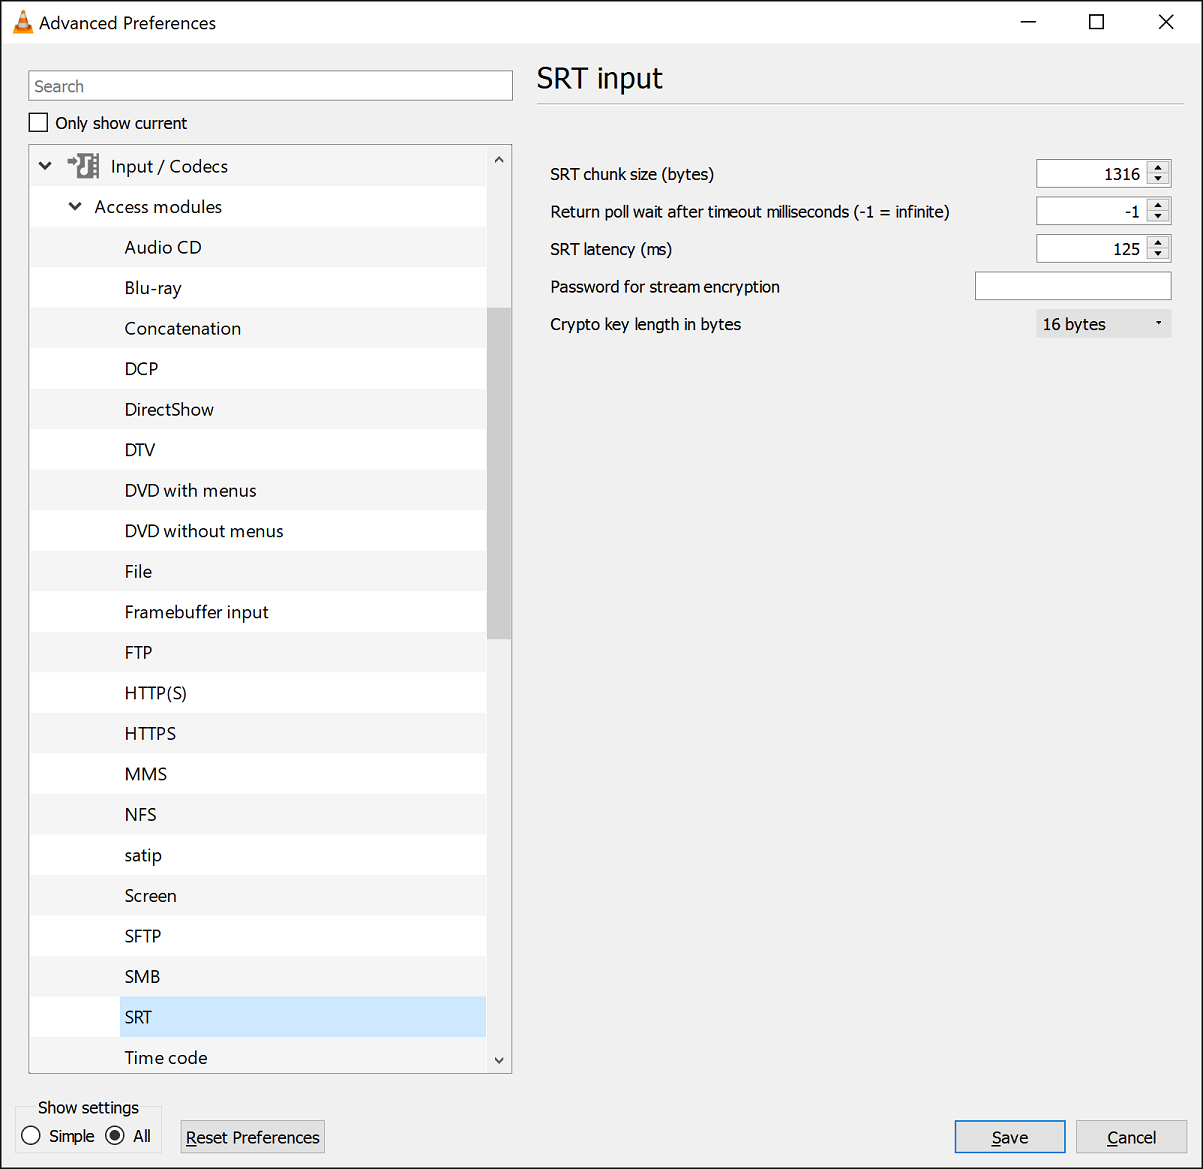 Advanced Preferences
Search
Only show current
Input / Codecs
Access modules
Audio CD
Blu-ray
Concatenation
DCP
DirectShow
DTV
DVD with menus
DVD without menus
File
Framebuffer input
FTP
HTTP(S)
HTTPS
MMS
NFS
satip
Screen
SFTP
SMB
SRT
Time code
SRT input
SRT chunk size (bytes) 1316
Return poll wait after timeout milliseconds (-1 = infinite) -1
SRT latency (ms) 125
Password for stream encryption
Crypto key length in bytes 16 bytes
Show settings
Simple All Reset Preferences Save Cancel